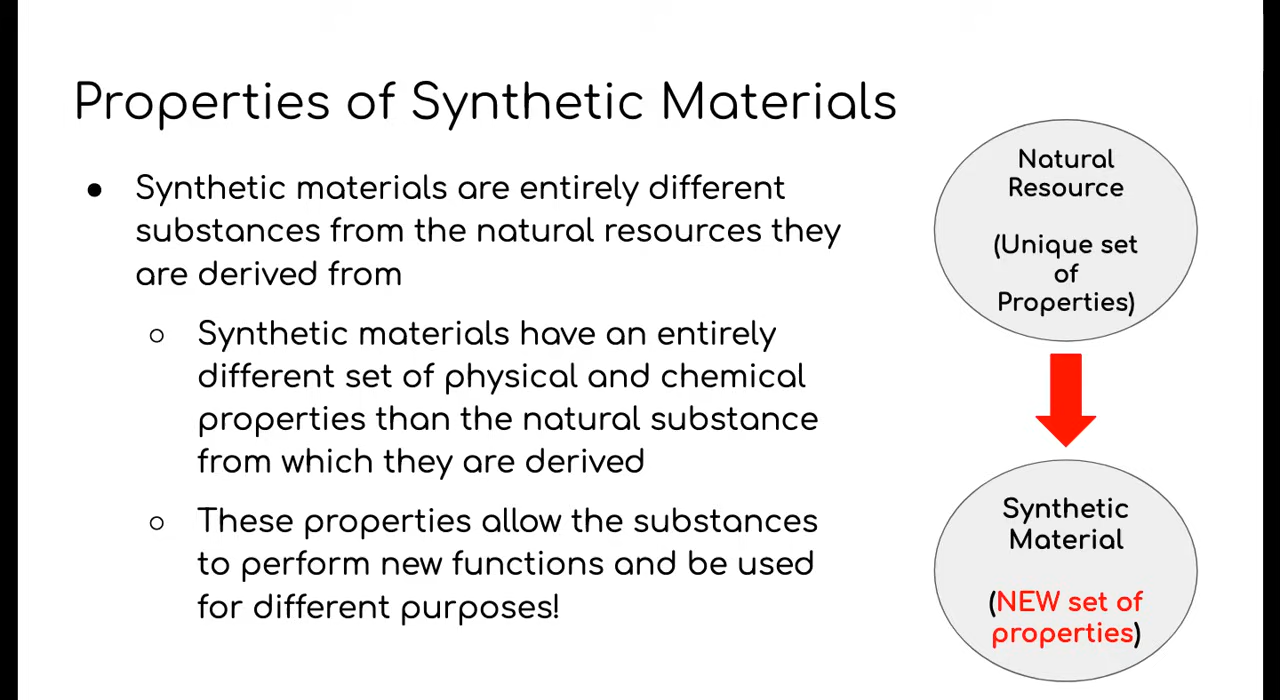 Properties of Synthetic Materials
● Synthetic materials are entirely different
substances from the natural resources they
are derived from
○ Synthetic materials have an entirely
different set of physical and chemical
properties than the natural substance
from which they are derived
○ These properties allow the substances
to perform new functions and be used
for different purposes!
Natural
Resource
(Unique set
of
Properties)
Synthetic
Material
(NEW set of
properties)